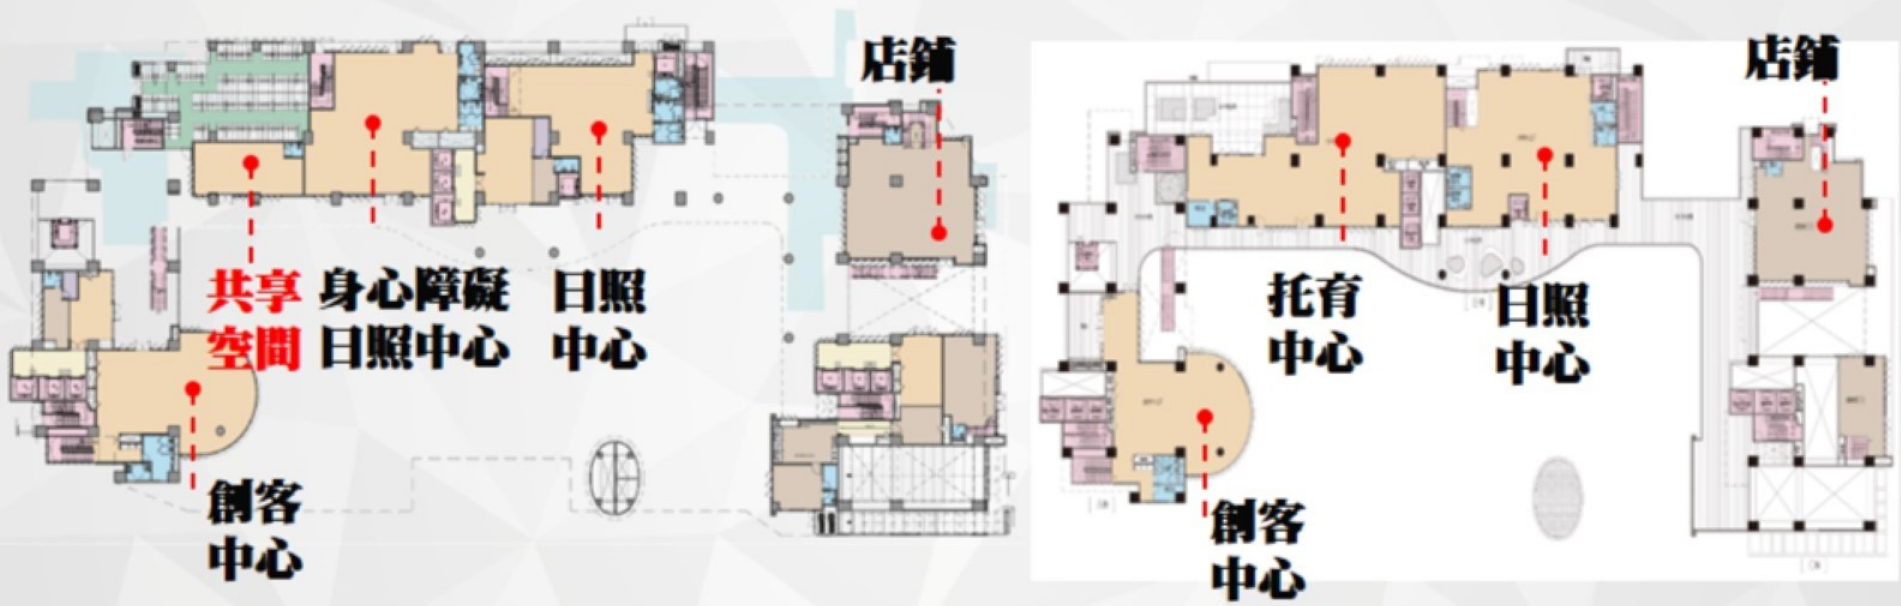 店鋪
共享
空間
身心障礙
日照中心
日照
中心
創客
中心
店鋪
托育
中心
日照
中心
創客
中心